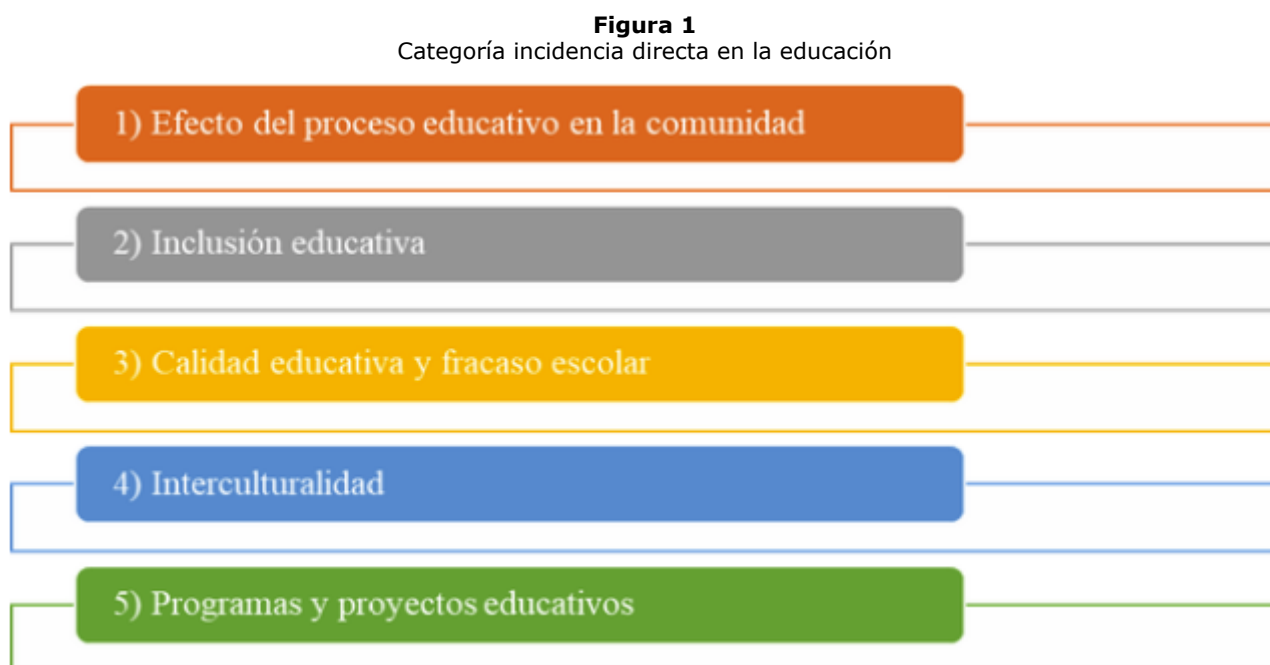 Figura 1
Categoría incidencia directa en la educación
1) Efecto del proceso educativo en la comunidad
2) Inclusión educativa
3) Calidad educativa y fracaso escolar
4) Interculturalidad
5) Programas y proyectos educativos